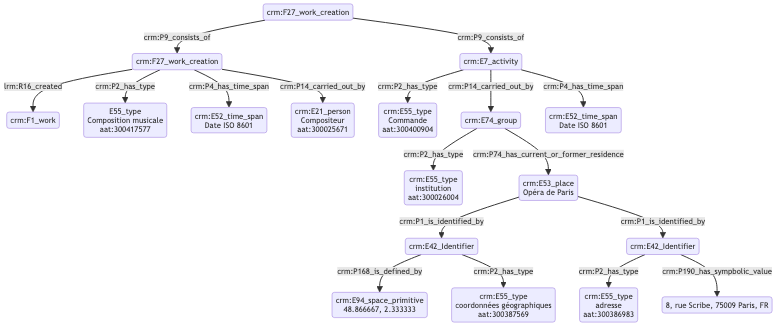 crm:F27_work_creation
crm:P9_consists_of
crm:P9_consists_of
crm:F27_work_creation
crm:E7_activity
lrm:R16_created
crm:P2_has_type
crm:P4_has_time_span
crm:P14_carried_out_by
crm:P2_has_type
crm:P14_carried_out_by
crm:P4_has_time_span
crm:F1_work
E55_type
Composition musicale
aat:300417577
crm:E52_time_span
Date ISO 8601
crm:E21_person
Compositeur
aat:300025671
crm:E55_type
Commande
aat:300400904
crm:E74_group
crm:E52_time_span
Date ISO 8601
crm:P2_has_type
crm:P74_has_current_or_former_residence
crm:E55_type
institution
aat:300026004
crm:E53_place
Opéra de Paris
crm:P1_is_identified_by
crm:P1_is_identified_by
crm:E42_Identifier
crm:E42_Identifier
crm:P168_is_defined_by
crm:P2_has_type
crm:P2_has_type
crm:P190_has_sympbolic_value
crm:E94_space_primitive
48.866667, 2.333333
crm:E55_type
coordonnées géographiques
aat:300387569
crm:E55_type
adresse
aat:300386983
8, rue Scribe, 75009 Paris, FR